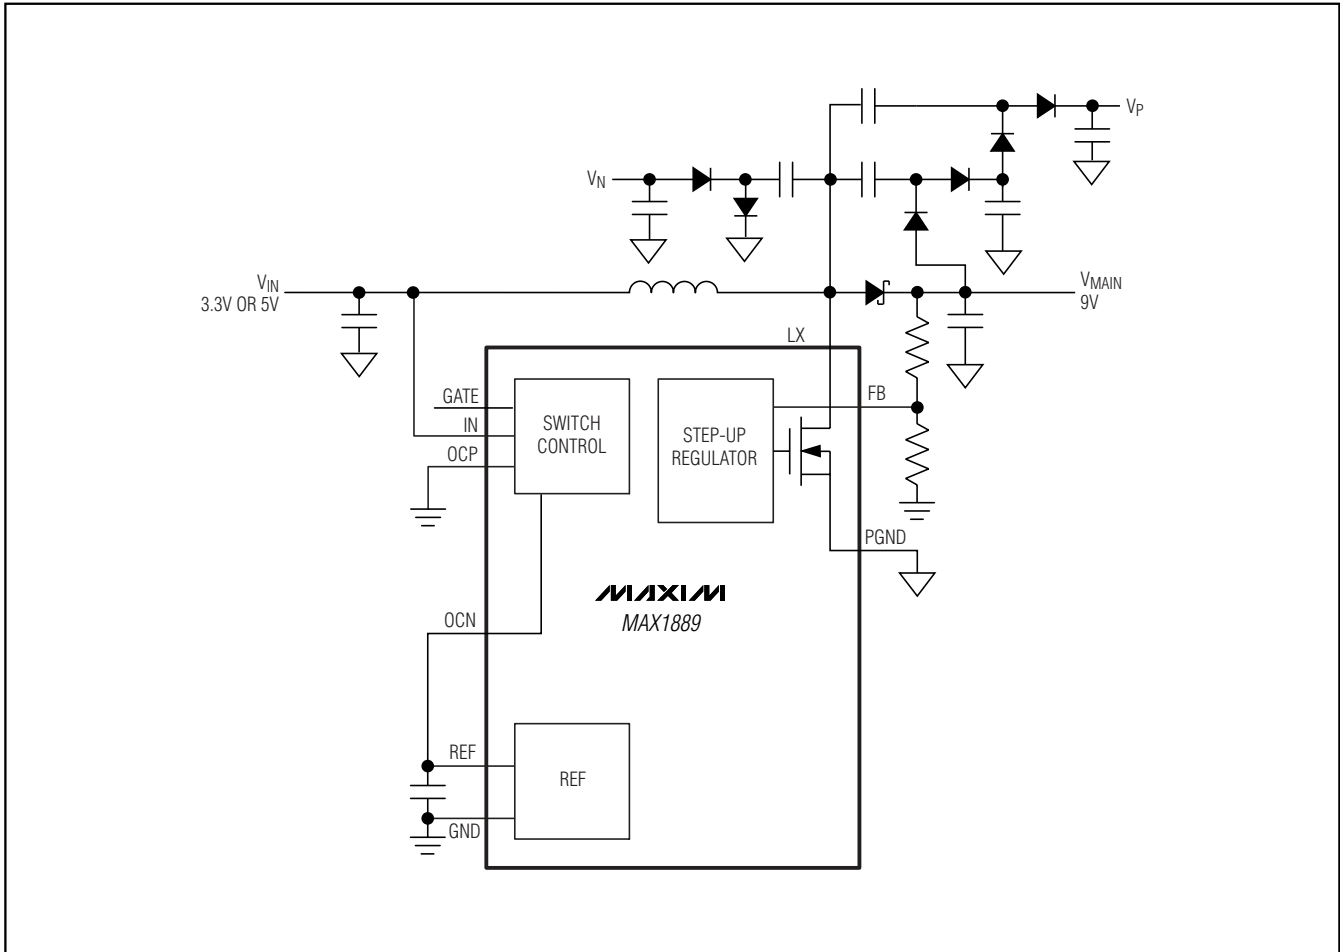 VP
VN
VIN
3.3V OR 5V
VMAIN
9V
LX
GATE
IN
OCP
SWITCH
CONTROL
STEP-UP
REGULATOR
FB
PGND
MAXIM
MAX1889
OCN
REF
REF
GND